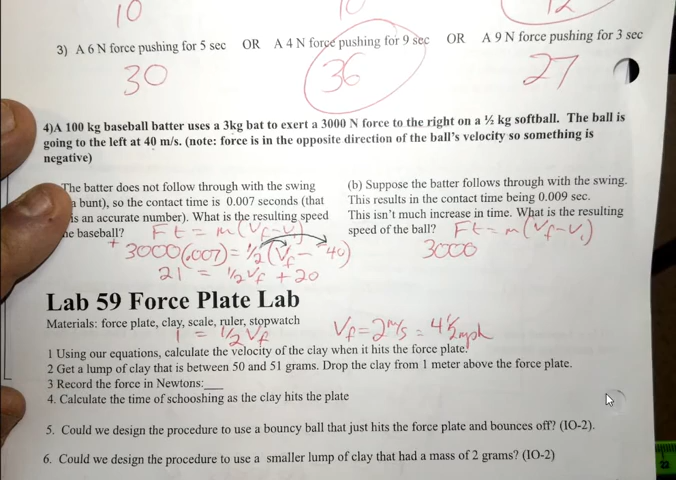 10
12
3) A 6 N force pushing for 5 sec OR A 4 N force pushing for 9 sec OR A 9 N force pushing for 3 sec
30 36 27
4)A 100 kg baseball batter uses a 3kg bat to exert a 3000 N force to the right on a ½ kg softball. The ball is
going to the left at 40 m/s. (note: force is in the opposite direction of the ball's velocity so something is
negative)
The batter does not follow through with the swing
bunt), so the contact time is 0.007 seconds (that
is an accurate number). What is the resulting speed
baseball?
Ft = m(Vf-Vi)
+3000(.007) = ½(Vf - -40)
21 = ½Vf + 20
(b) Suppose the batter follows through with the swing.
This results in the contact time being 0.009 sec.
This isn't much increase in time. What is the resulting
speed of the ball? Ft = m(Vf-Vi)
3000
Lab 59 Force Plate Lab
Materials: force plate, clay, scale, ruler, stopwatch
1 = ½Vf Vf = 2 m/s = 4½ mph
1 Using our equations, calculate the velocity of the clay when it hits the force plate.
2 Get a lump of clay that is between 50 and 51 grams. Drop the clay from 1 meter above the force plate.
3 Record the force in Newtons:___
4. Calculate the time of schooshing as the clay hits the plate
5. Could we design the procedure to use a bouncy ball that just hits the force plate and bounces off? (IO-2).
6. Could we design the procedure to use a smaller lump of clay that had a mass of 2 grams? (IO-2)
22